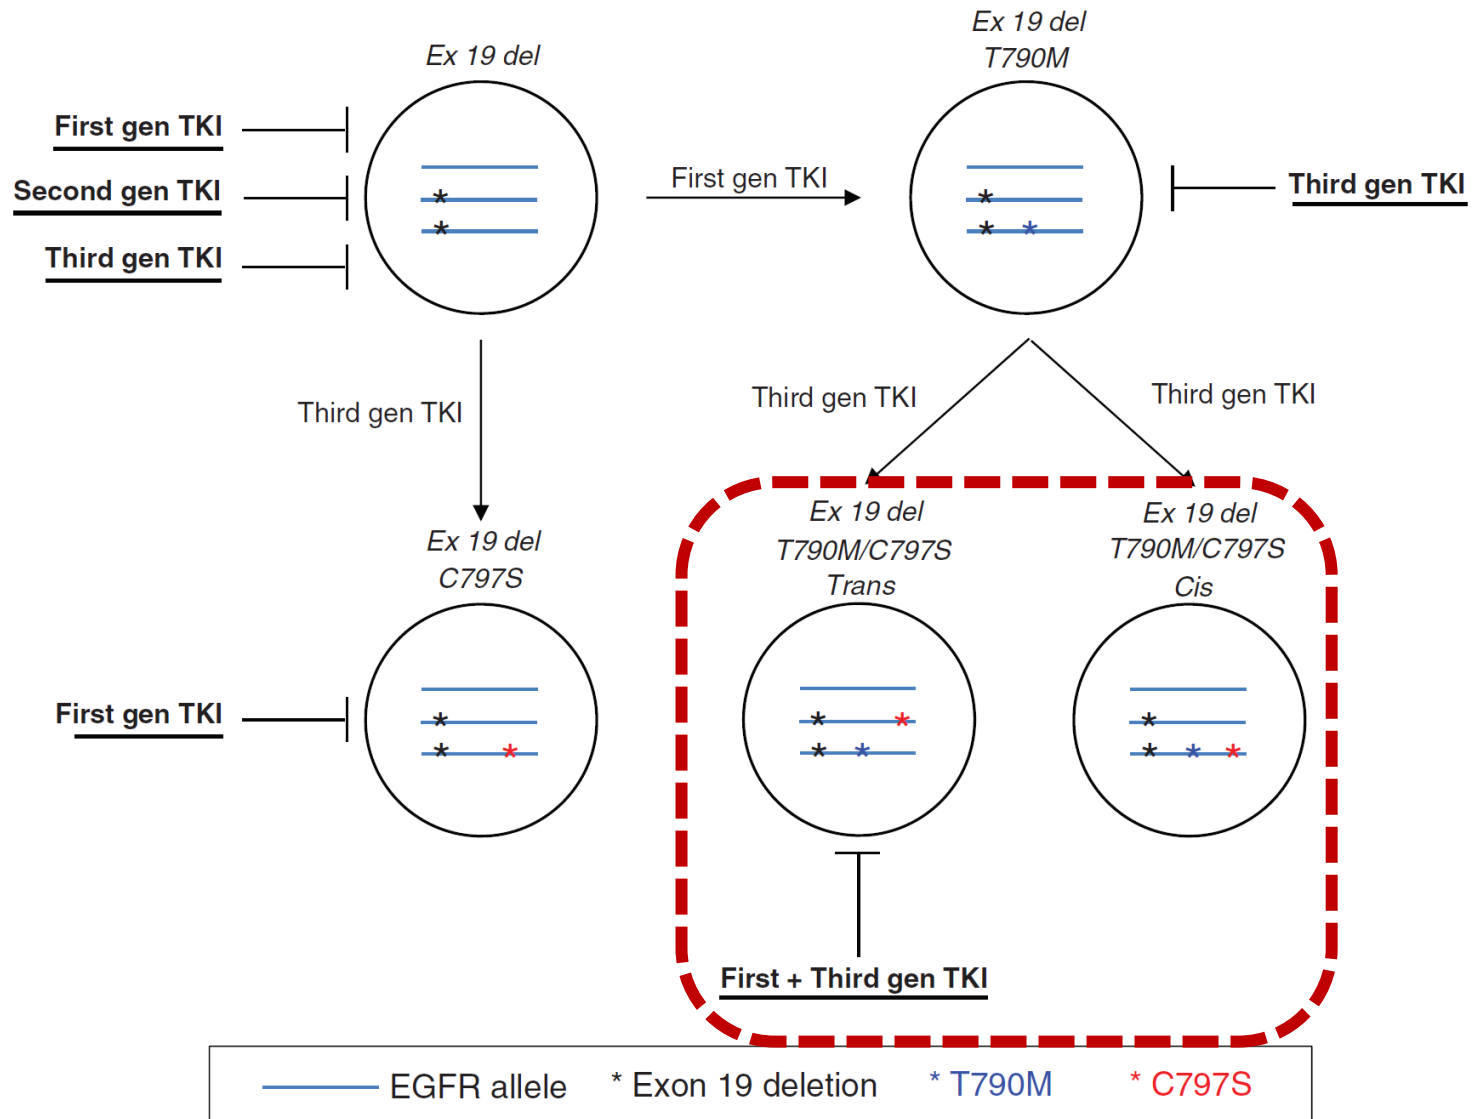 Ex 19 del
Ex 19 del
T790M
First gen TKI
Second gen TKI
Third gen TKI
First gen TKI
Third gen TKI
Third gen TKI
Third gen TKI
Third gen TKI
Ex 19 del
C797S
Ex 19 del
T790M/C797S
Trans
Ex 19 del
T790M/C797S
Cis
First gen TKI
First + Third gen TKI
EGFR allele * Exon 19 deletion * T790M * C797S